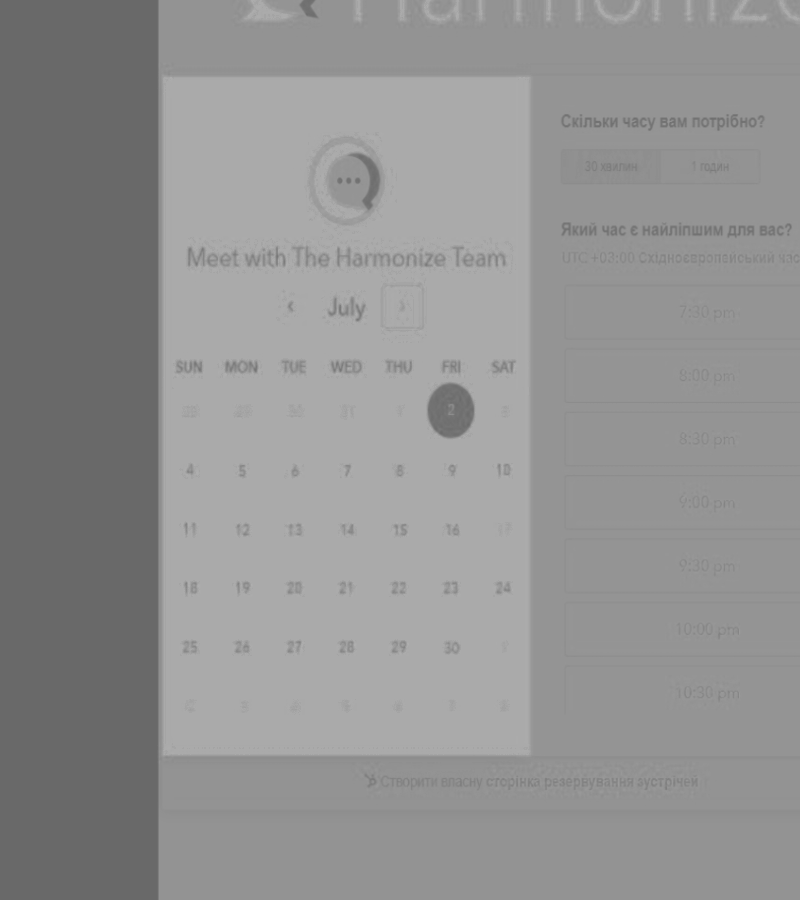 Harmonize
Meet with The Harmonize Team
‹ July ›
SUN MON TUE WED THU FRI SAT
28 29 30 31 1 2 3
4 5 6 7 8 9 10
11 12 13 14 15 16 17
18 19 20 21 22 23 24
25 26 27 28 29 30 1
2 3 4 5 6 7 8
Скільки часу вам потрібно?
30 хвилин 1 годин
Який час є найліпшим для вас?
UTC +03:00 Східноєвропейський час
7:30 pm
8:00 pm
8:30 pm
9:00 pm
9:30 pm
10:00 pm
10:30 pm
Створити власну сторінка резервування зустрічей